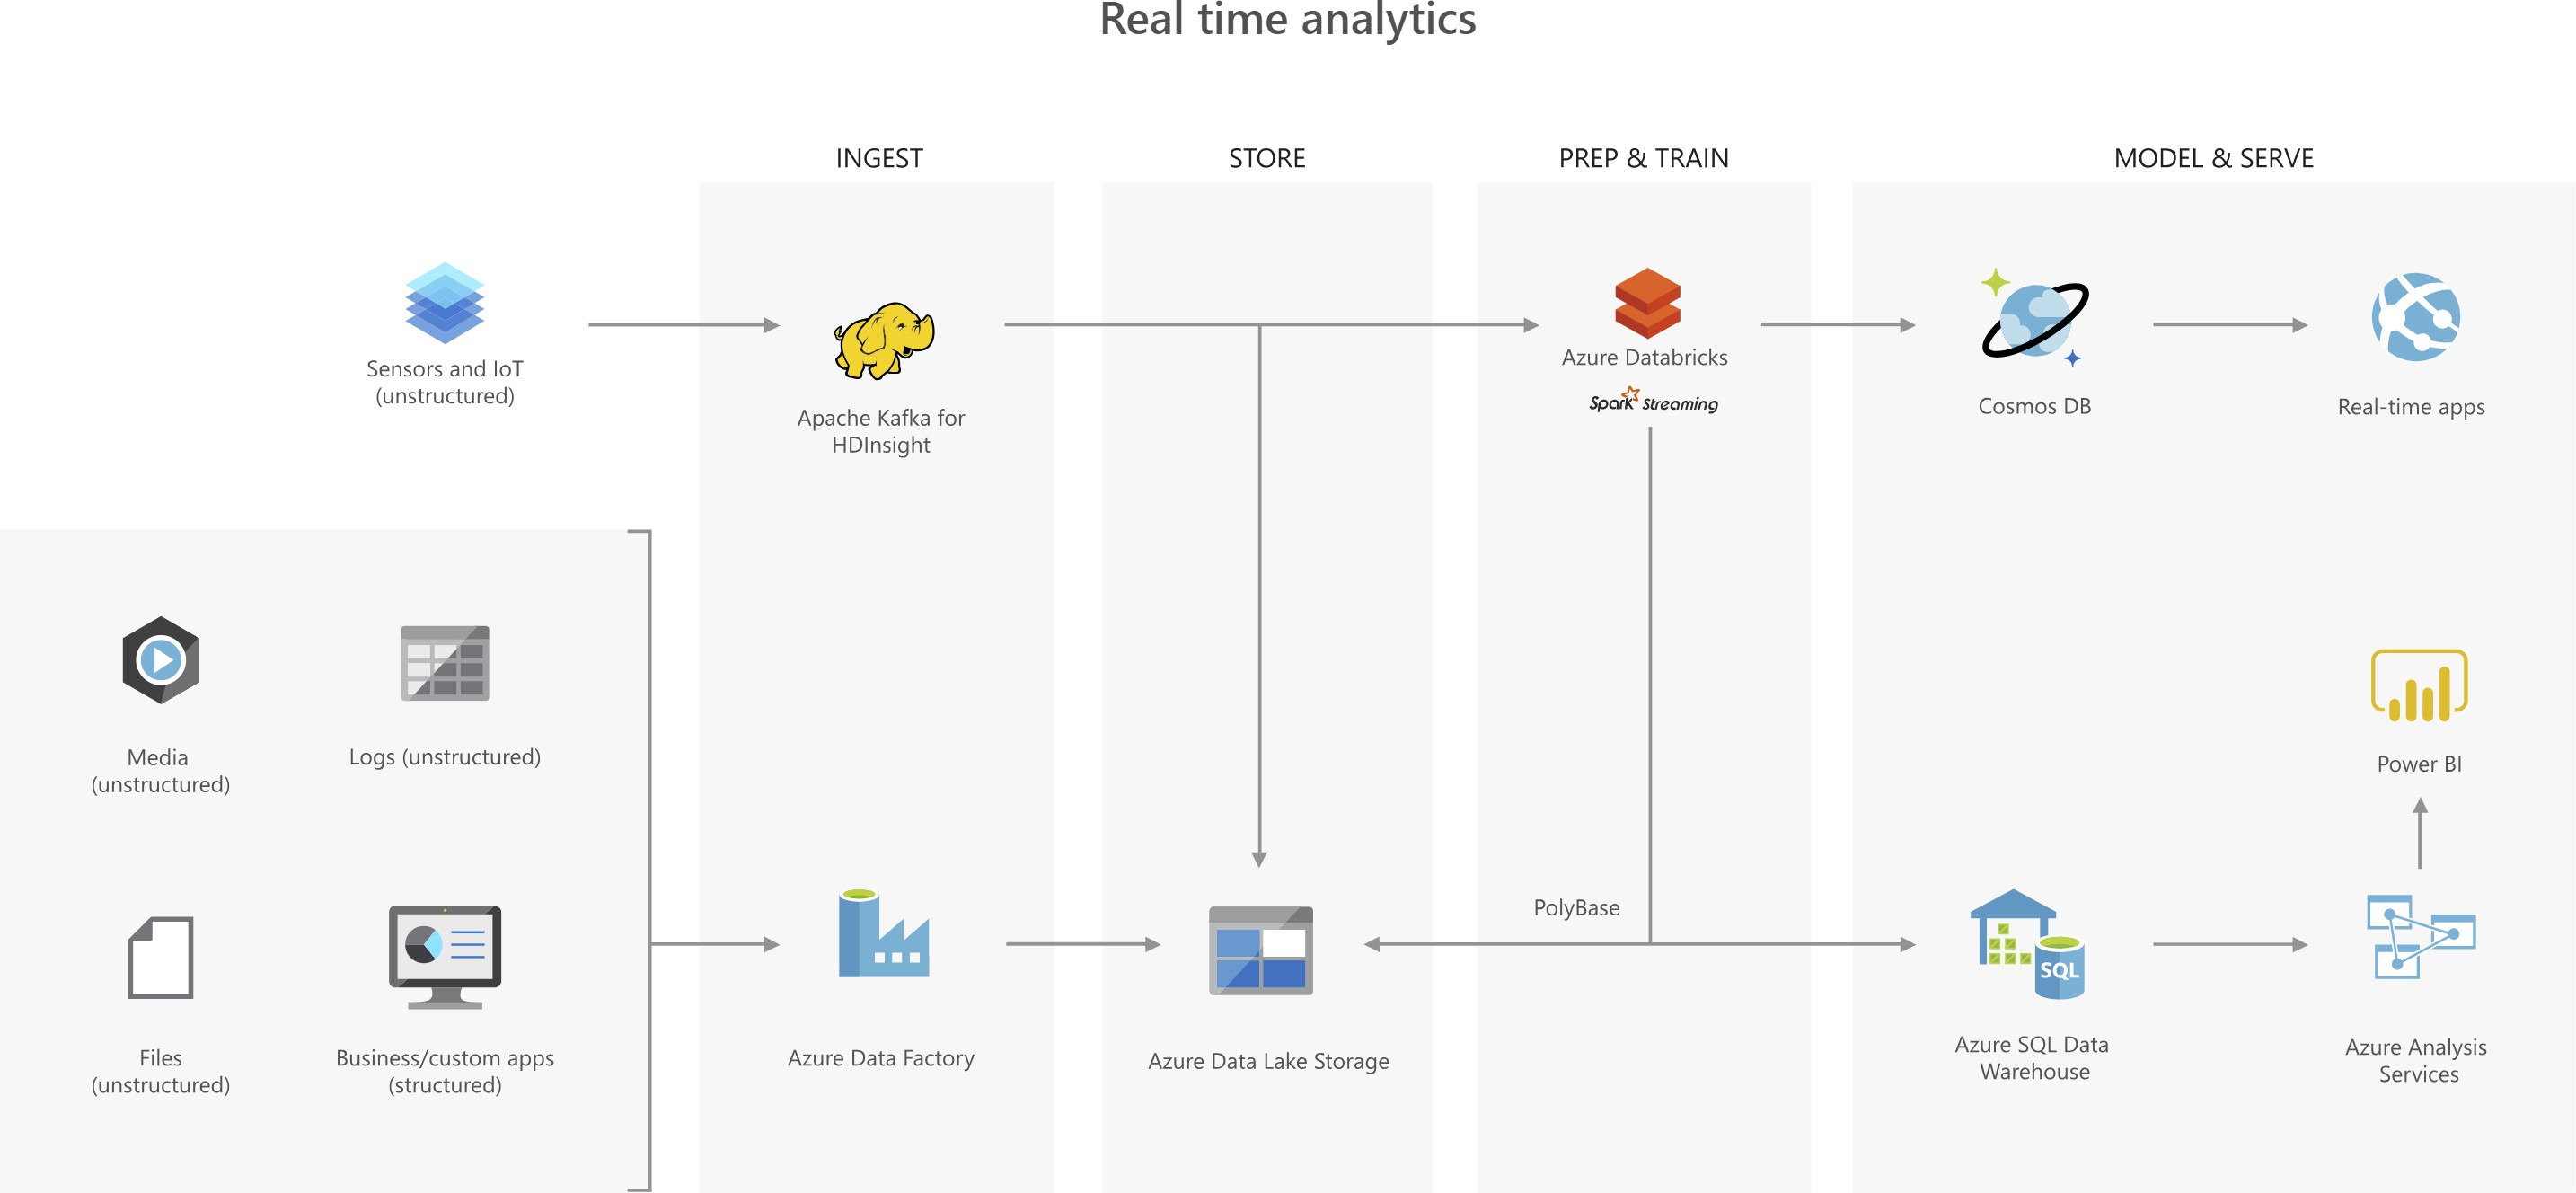 Real time analytics
INGEST
STORE
PREP & TRAIN
MODEL & SERVE
Sensors and IoT
(unstructured)
Apache Kafka for
HDInsight
Azure Databricks
Spark Streaming
Cosmos DB
Real-time apps
Media
(unstructured)
Logs (unstructured)
Power BI
Files
(unstructured)
Business/custom apps
(structured)
Azure Data Factory
Azure Data Lake Storage
PolyBase
SQL
Azure SQL Data
Warehouse
Azure Analysis
Services